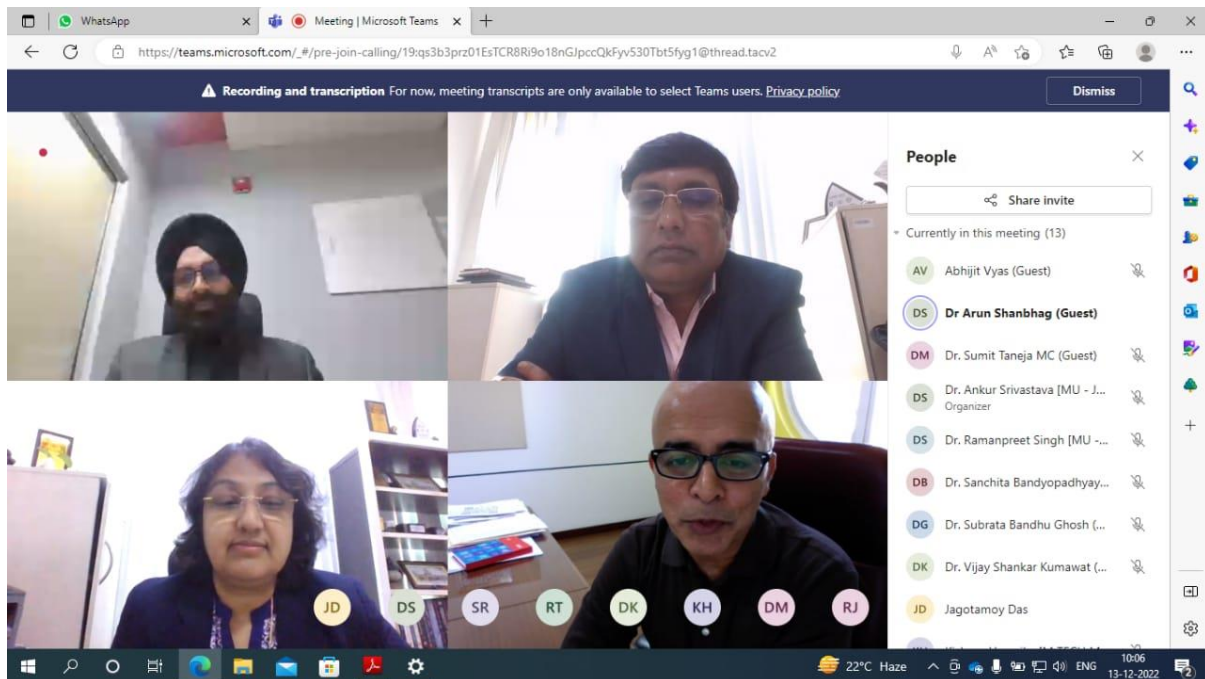 WhatsApp
Meeting | Microsoft Teams
https://teams.microsoft.com/_#/pre-join-calling/19:qs3b3prz01EsTCR8Ri9o18nGJpccQkFyv530Tbt5fyg1@thread.tacv2
Recording and transcription For now, meeting transcripts are only available to select Teams users. Privacy policy
Dismiss
People
Share invite
Currently in this meeting (13)
AV Abhijit Vyas (Guest)
DS Dr Arun Shanbhag (Guest)
DM Dr. Sumit Taneja MC (Guest)
DS Dr. Ankur Srivastava [MU - J...
Organizer
DS Dr. Ramanpreet Singh [MU -...
DB Dr. Sanchita Bandyopadhyay...
DG Dr. Subrata Bandhu Ghosh (...
DK Dr. Vijay Shankar Kumawat (...
JD Jagotamoy Das
JD DS SR RT DK KH DM RJ
22°C Haze
ENG
10:06
13-12-2022
2